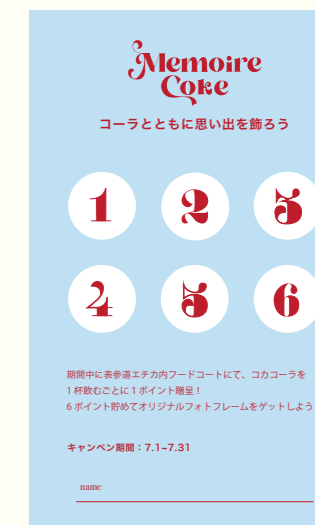 Memoire
Coke
コーラとともに思い出を飾ろう
1 2 3
4 5 6
期間中に表参道エチカ内フードコートにて、コカコーラを
1杯飲むごとに1ポイント贈呈！
6ポイント貯めてオリジナルフォトフレームをゲットしよう
キャンペン期間：7.1~7.31
name